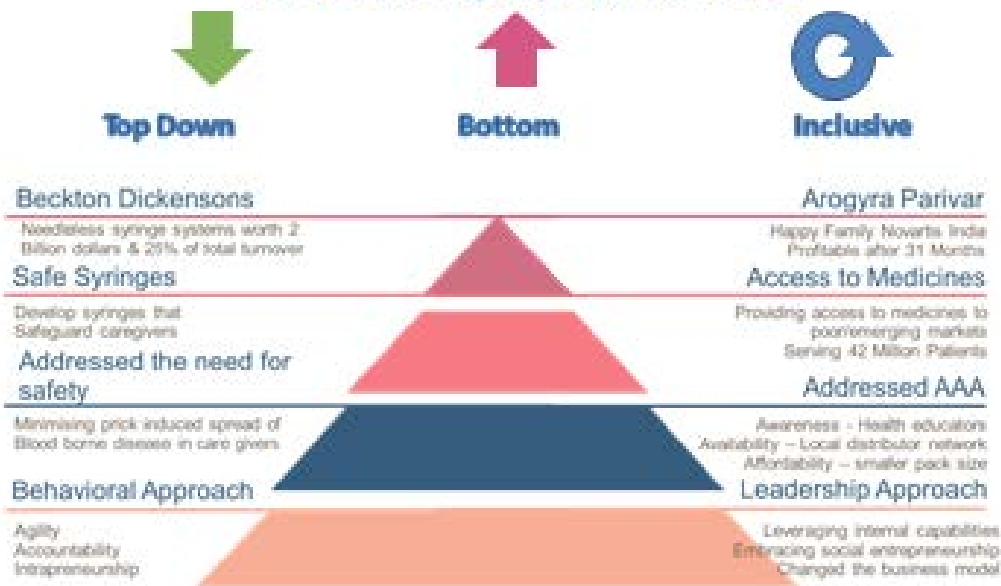 Top Down
Bottom
Inclusive
Beckton Dickensons
Needleless syringe systems worth 2
Billion dollars & 25% of total turnover
Safe Syringes
Develop syringes that
Safeguard caregivers
Addressed the need for
safety
Minimising prick induced spread of
Blood borne disease in care givers
Behavioral Approach
Agility
Accountability
Intrapreneurship
Arogyra Parivar
Happy Family Novartis India
Profitable after 31 Months
Access to Medicines
Providing access to medicines to
poor/emerging markets
Serving 42 Million Patients
Addressed AAA
Awareness - Health educators
Availability – Local distributor network
Affordability – smaller pack size
Leadership Approach
Leveraging internal capabilities
Embracing social entrepreneurship
Changed the business model